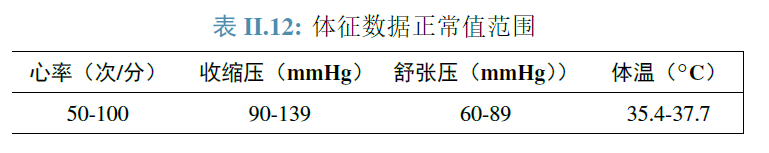 表 II.12: 体征数据正常值范围
心率（次/分） 收缩压（mmHg） 舒张压（mmHg）） 体温（°C）
50-100 90-139 60-89 35.4-37.7